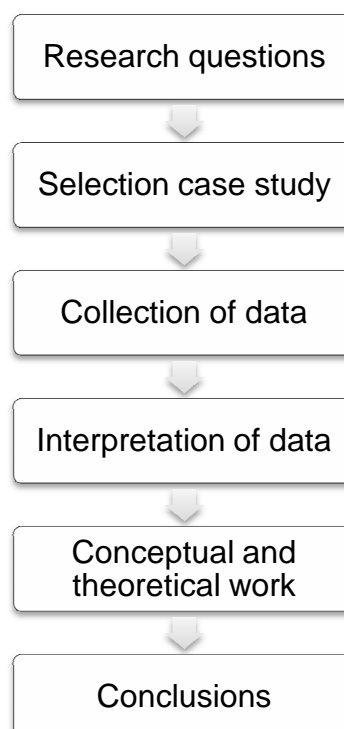 Research questions
Selection case study
Collection of data
Interpretation of data
Conceptual and
theoretical work
Conclusions